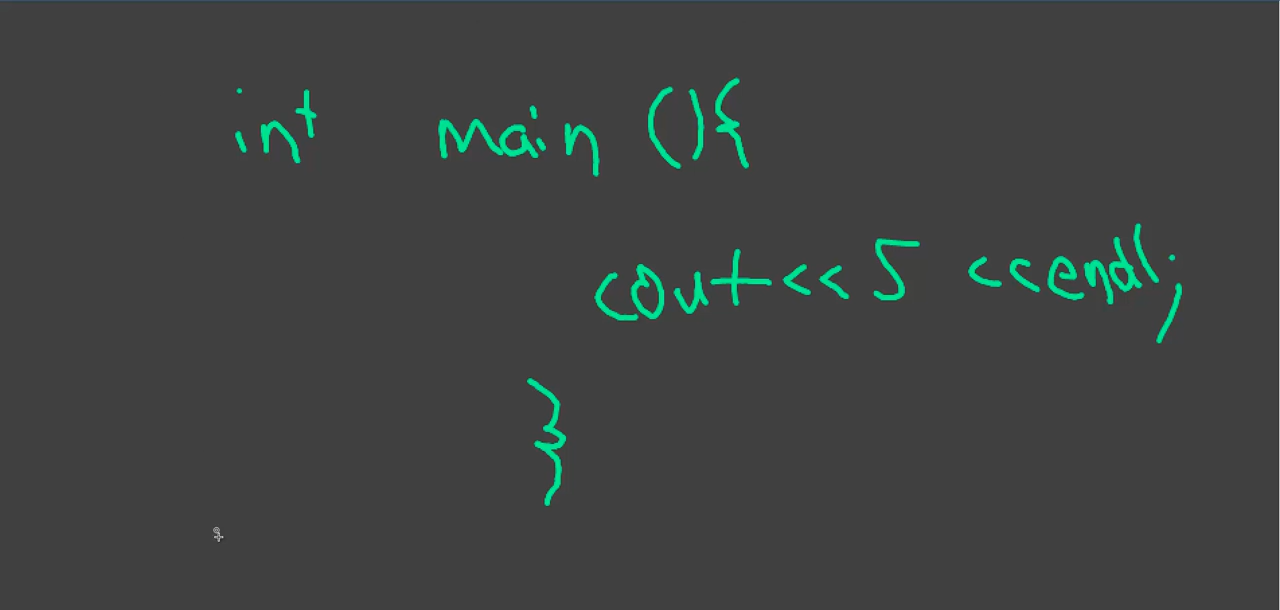 int main (){
cout<<5 <<endl;
}